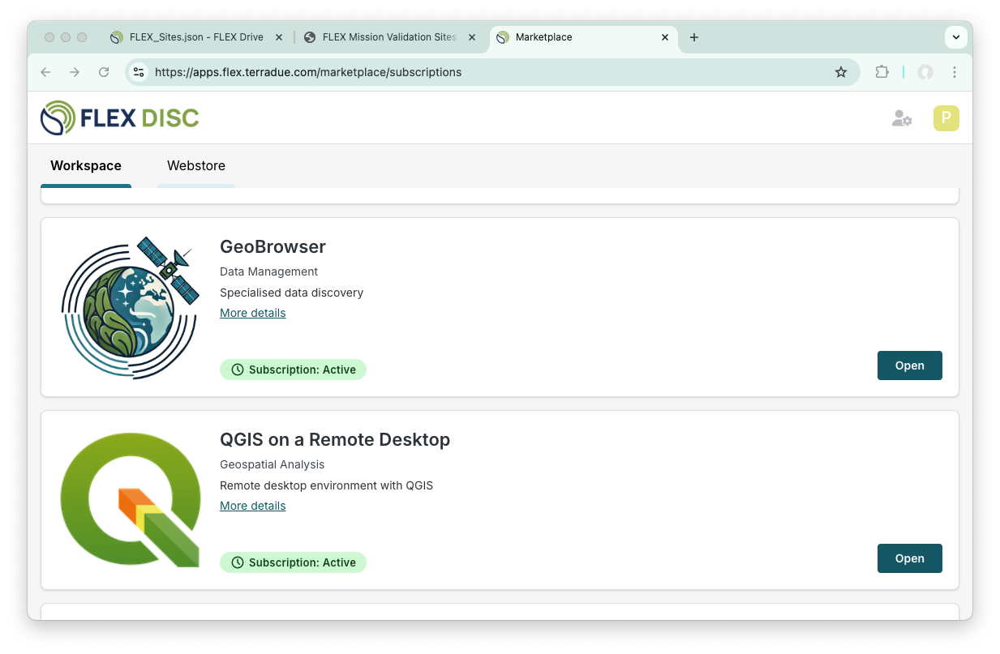 FLEX_Sites.json - FLEX Drive
FLEX Mission Validation Sites
Marketplace
https://apps.flex.terradue.com/marketplace/subscriptions
FLEX DISC
P
Workspace
Webstore
GeoBrowser
Data Management
Specialised data discovery
More details
Subscription: Active
Open
QGIS on a Remote Desktop
Geospatial Analysis
Remote desktop environment with QGIS
More details
Subscription: Active
Open